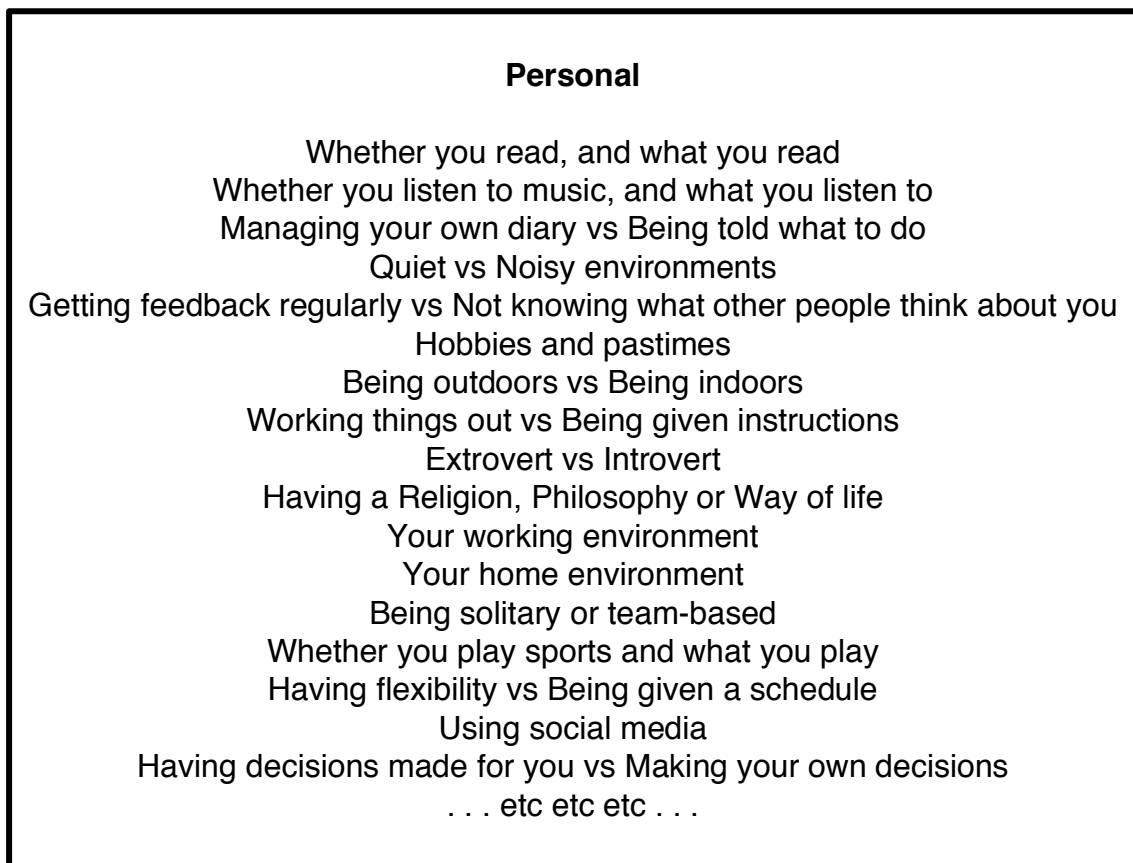 Personal
Whether you read, and what you read
Whether you listen to music, and what you listen to
Managing your own diary vs Being told what to do
Quiet vs Noisy environments
Getting feedback regularly vs Not knowing what other people think about you
Hobbies and pastimes
Being outdoors vs Being indoors
Working things out vs Being given instructions
Extrovert vs Introvert
Having a Religion, Philosophy or Way of life
Your working environment
Your home environment
Being solitary or team-based
Whether you play sports and what you play
Having flexibility vs Being given a schedule
Using social media
Having decisions made for you vs Making your own decisions
. . . etc etc etc . . .